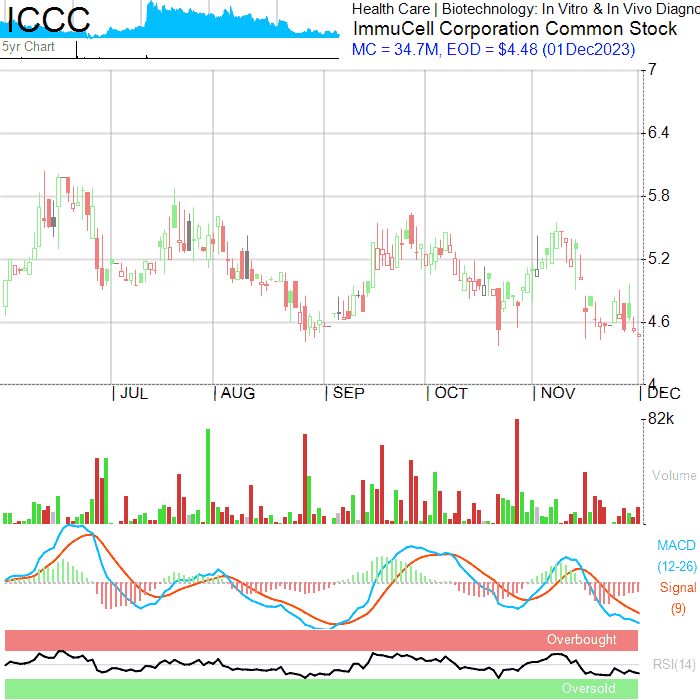 ICCC
5yr Chart
Health Care | Biotechnology: In Vitro & In Vivo Diagno
ImmuCell Corporation Common Stock
MC = 34.7M, EOD = $4.48 (01Dec2023)
7
6.4
5.8
5.2
4.6
4
JUL AUG SEP OCT NOV DEC
82k
Volume
MACD
(12-26)
Signal
(9)
Overbought
RSI(14)
Oversold